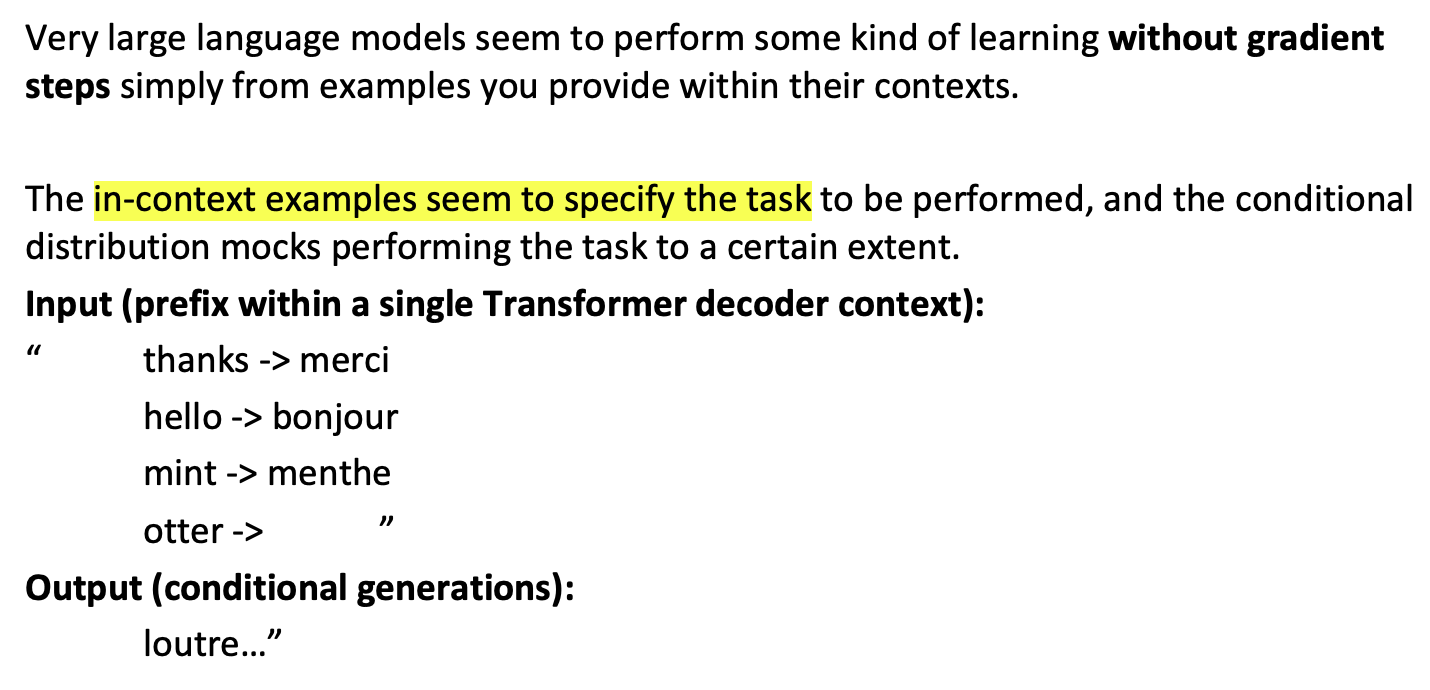 Very large language models seem to perform some kind of learning without gradient
steps simply from examples you provide within their contexts.
The in-context examples seem to specify the task to be performed, and the conditional
distribution mocks performing the task to a certain extent.
Input (prefix within a single Transformer decoder context):
“ thanks -> merci
hello -> bonjour
mint -> menthe
otter -> ”
Output (conditional generations):
loutre…”